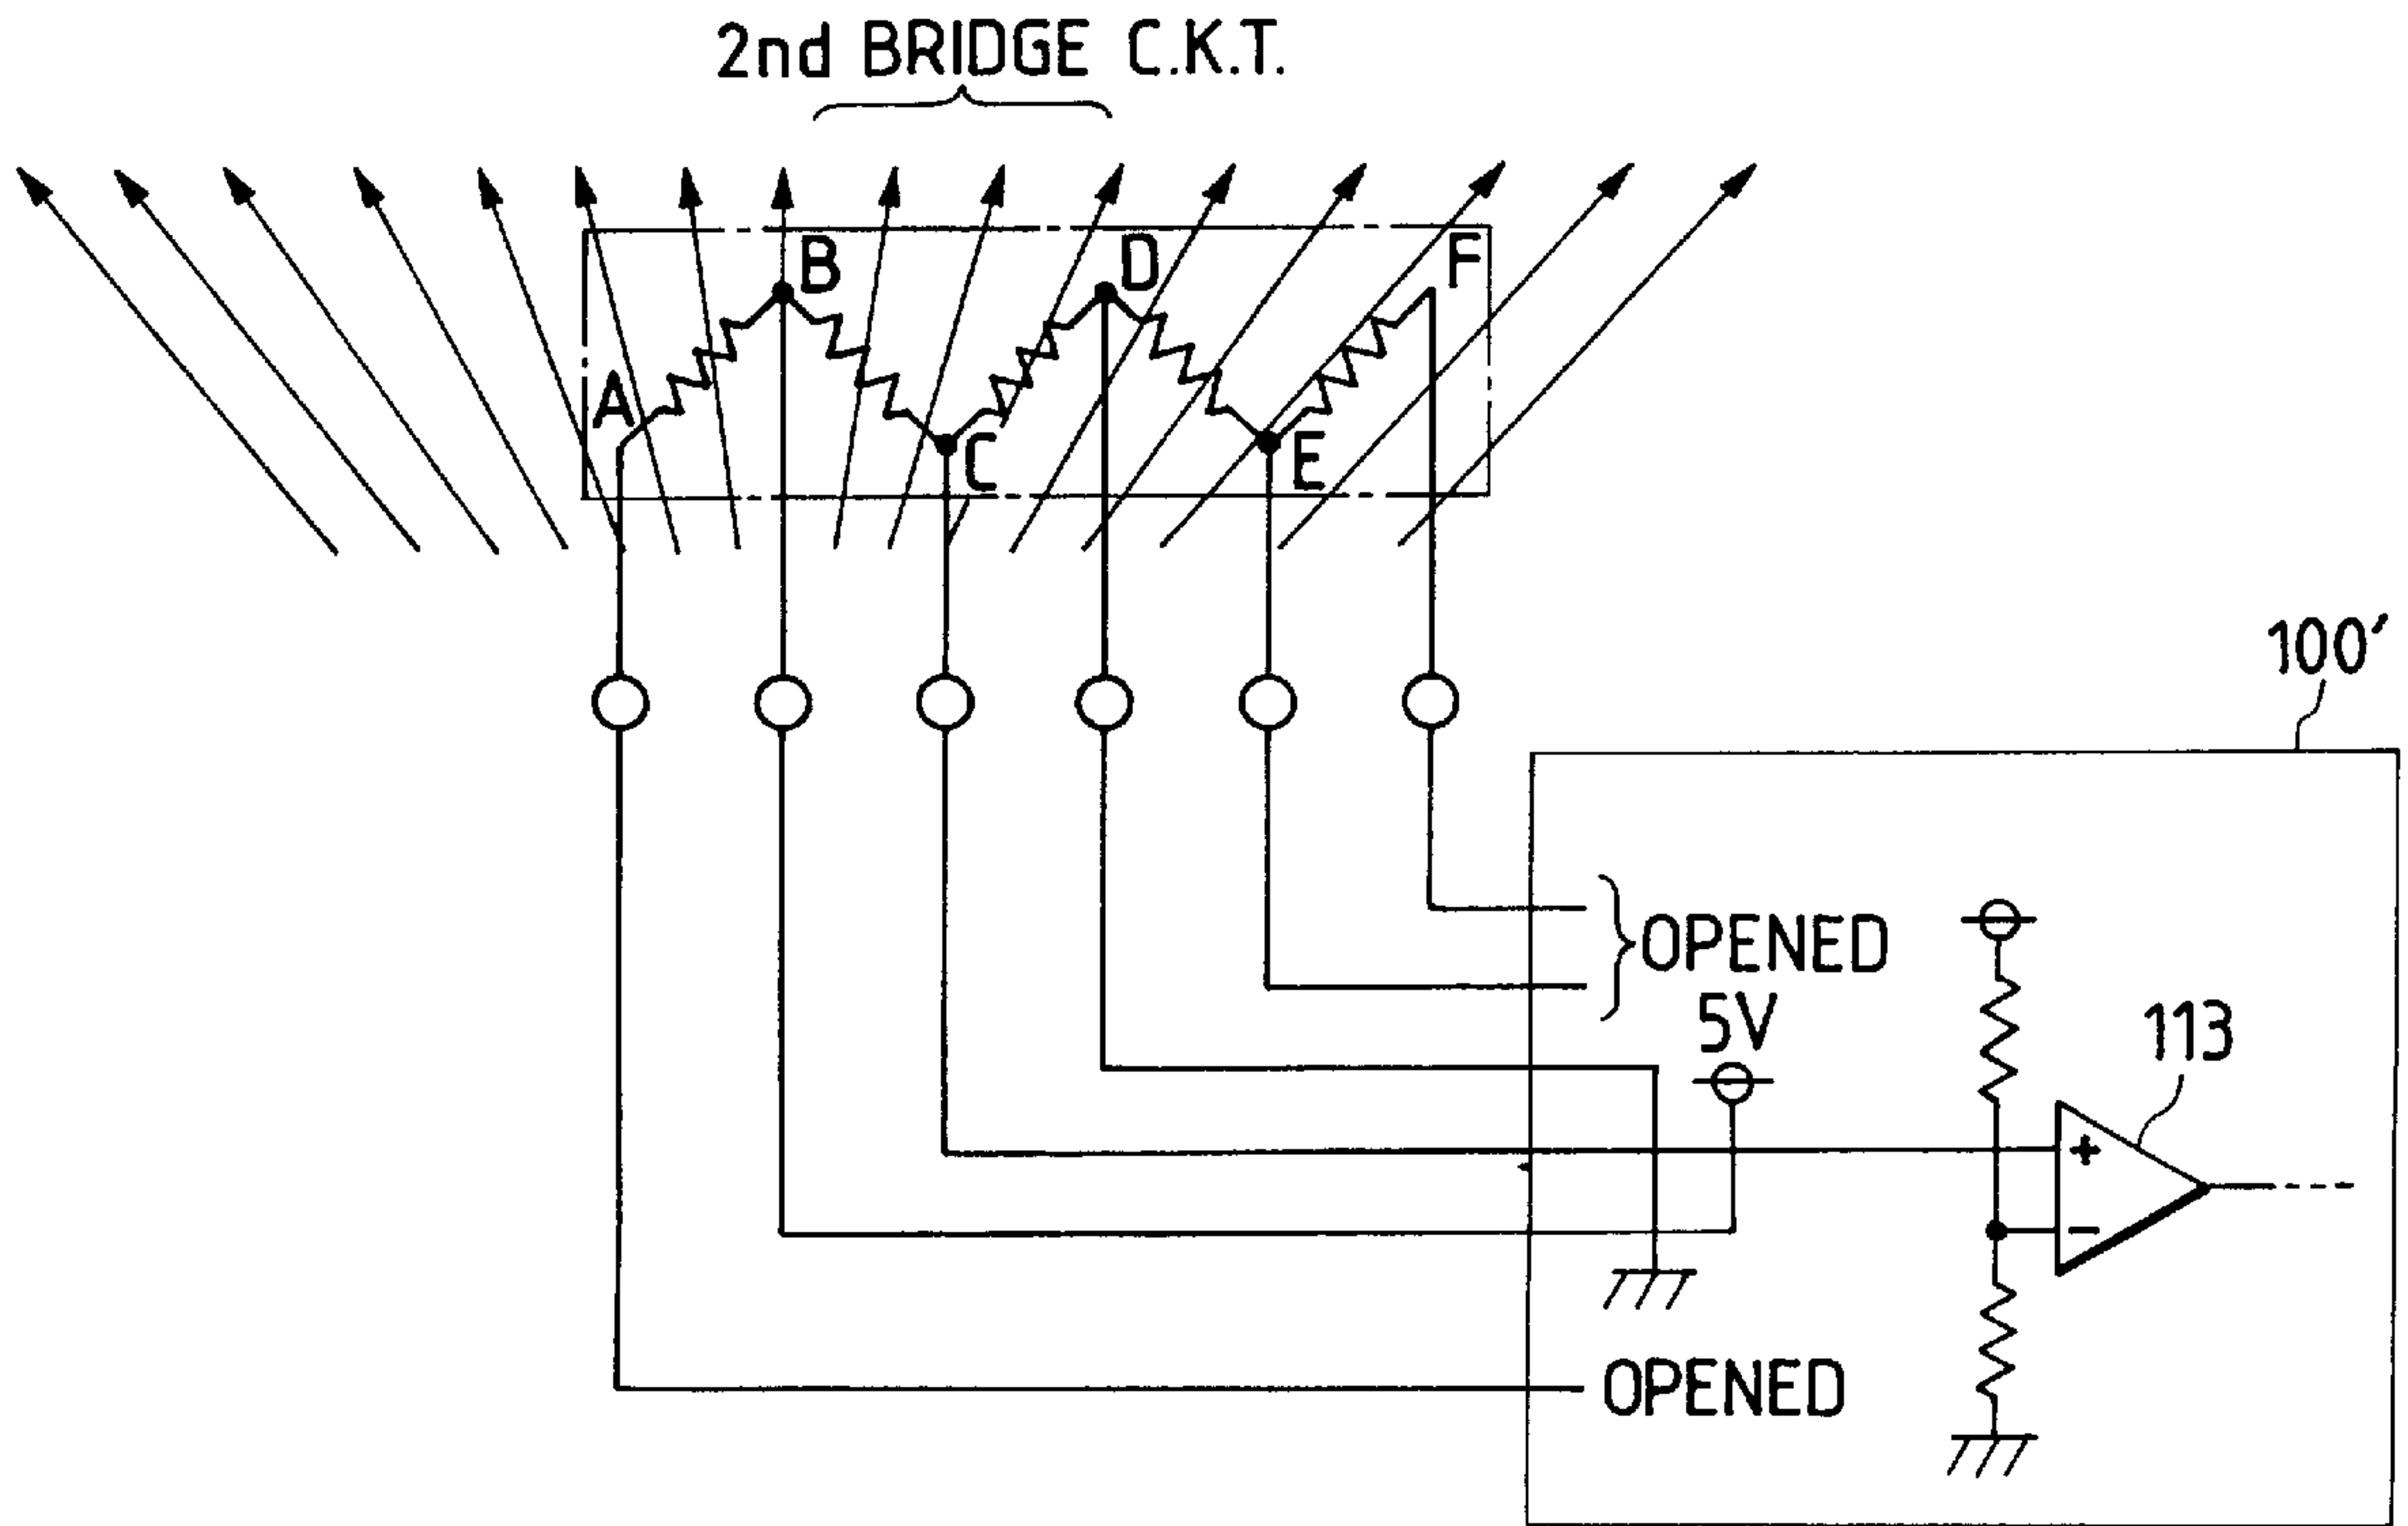 2nd BRIDGE C.K.T.
B
D
F
A
C
E
100′
OPENED
5V
113
+
−
OPENED